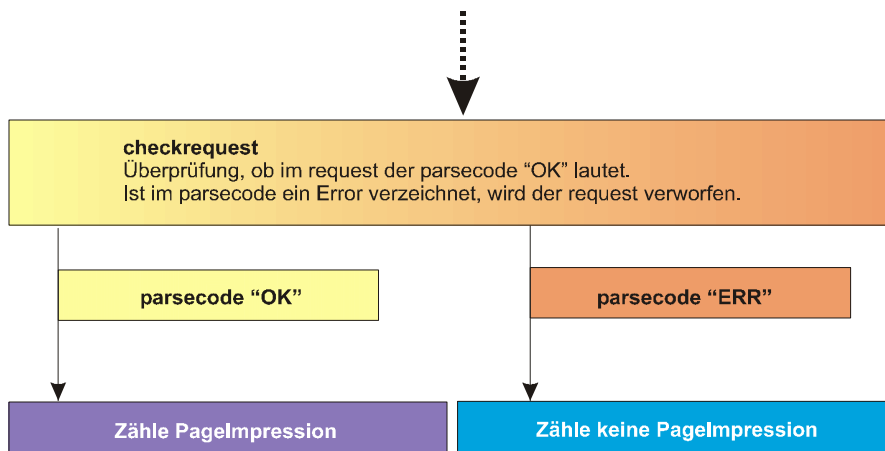 checkrequest
Überprüfung, ob im request der parsecode “OK” lautet.
Ist im parsecode ein Error verzeichnet, wird der request verworfen.
parsecode “OK”
parsecode “ERR”
Zähle PageImpression
Zähle keine PageImpression